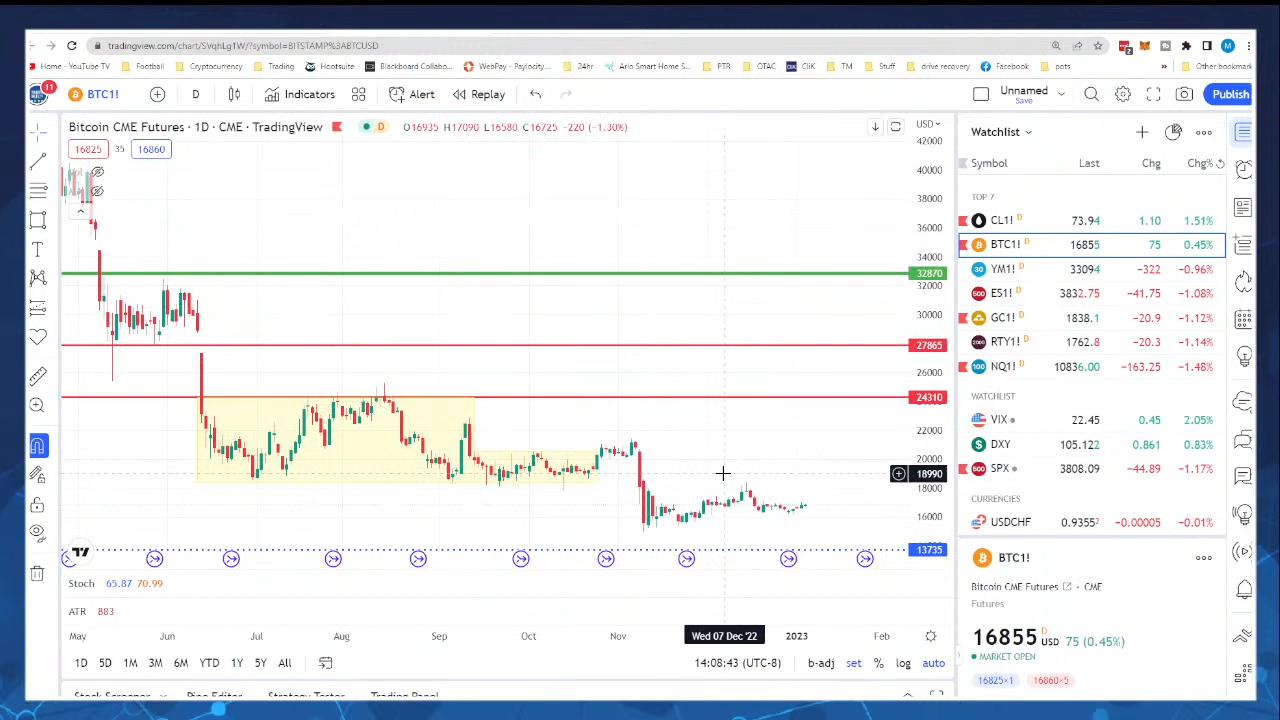 tradingview.com/chart/SVqhLg1W/?symbol=BITSTAMP%3ABTCUSD
2
M
Home - YouTube TV Football Cryptocurrency Trading Hootsuite Blackboard Collabo... WebPay - Paylocity... 24hr Arlo Smart Home S... PTR OTAC CliK TM Stuff drive recovery Facebook pots » Other bookmark
11 BTC1! D Indicators Alert Replay Unnamed Save Publish
Bitcoin CME Futures · 1D · CME · TradingView D O16935 H17090 L16580 −220 (−1.30%) USD
16825 35 16860
42000
40000
38000
36000
34000
32870
32000
30000
27865
26000
24310
22000
20000
18990
18000
16000
13735
Stoch 65.87 70.99
ATR 883
May Jun Jul Aug Sep Oct Nov Wed 07 Dec '22 2023 Feb
1D 5D 1M 3M 6M YTD 1Y 5Y All 14:08:43 (UTC-8) b-adj set % log auto
Stock Screener Pine Editor Strategy Tester Trading Panel
Watchlist
Symbol Last Chg Chg%
TOP 7
CL1! D 73.94 1.10 1.51%
BTC1! D 16855 75 0.45%
30 YM1! D 33094 −322 −0.96%
500 ES1! D 3832.75 −41.75 −1.08%
GC1! D 1838.1 −20.9 −1.12%
2000 RTY1! D 1762.8 −20.3 −1.14%
100 NQ1! D 10836.00 −163.25 −1.48%
WATCHLIST
VIX 22.45 0.45 2.05%
DXY 105.122 0.861 0.83%
500 SPX 3808.09 −44.89 −1.17%
CURRENCIES
USDCHF 0.9355² −0.00005 −0.01%
BTC1!
Bitcoin CME Futures · CME
Futures
16855 D USD 75 (0.45%)
MARKET OPEN
16825×1 16860×5